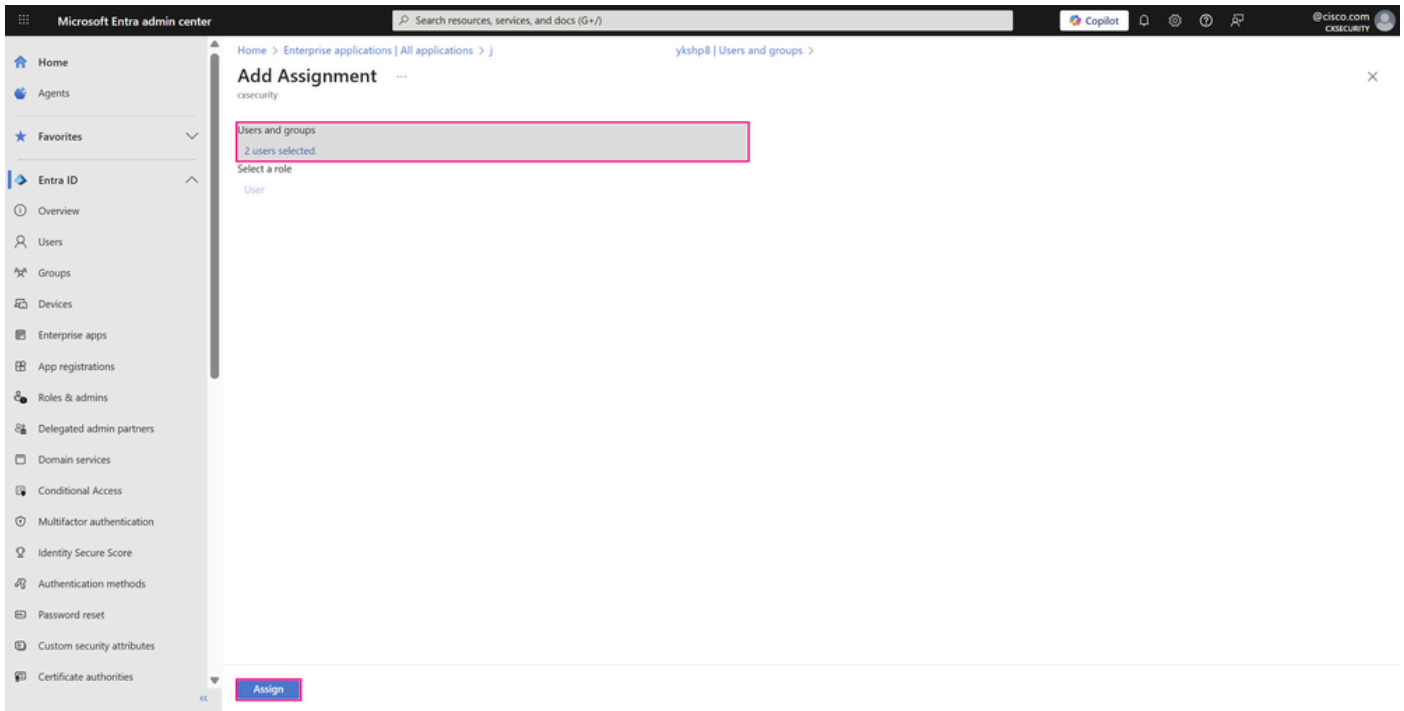 Microsoft Entra admin center
Search resources, services, and docs (G+/)
Copilot
@cisco.com
CXSECURITY
Home
Agents
Favorites
Entra ID
Overview
Users
Groups
Devices
Enterprise apps
App registrations
Roles & admins
Delegated admin partners
Domain services
Conditional Access
Multifactor authentication
Identity Secure Score
Authentication methods
Password reset
Custom security attributes
Certificate authorities
«
Home > Enterprise applications | All applications > j ykshp8 | Users and groups >
Add Assignment ...
cxsecurity
Users and groups
2 users selected.
Select a role
User
Assign